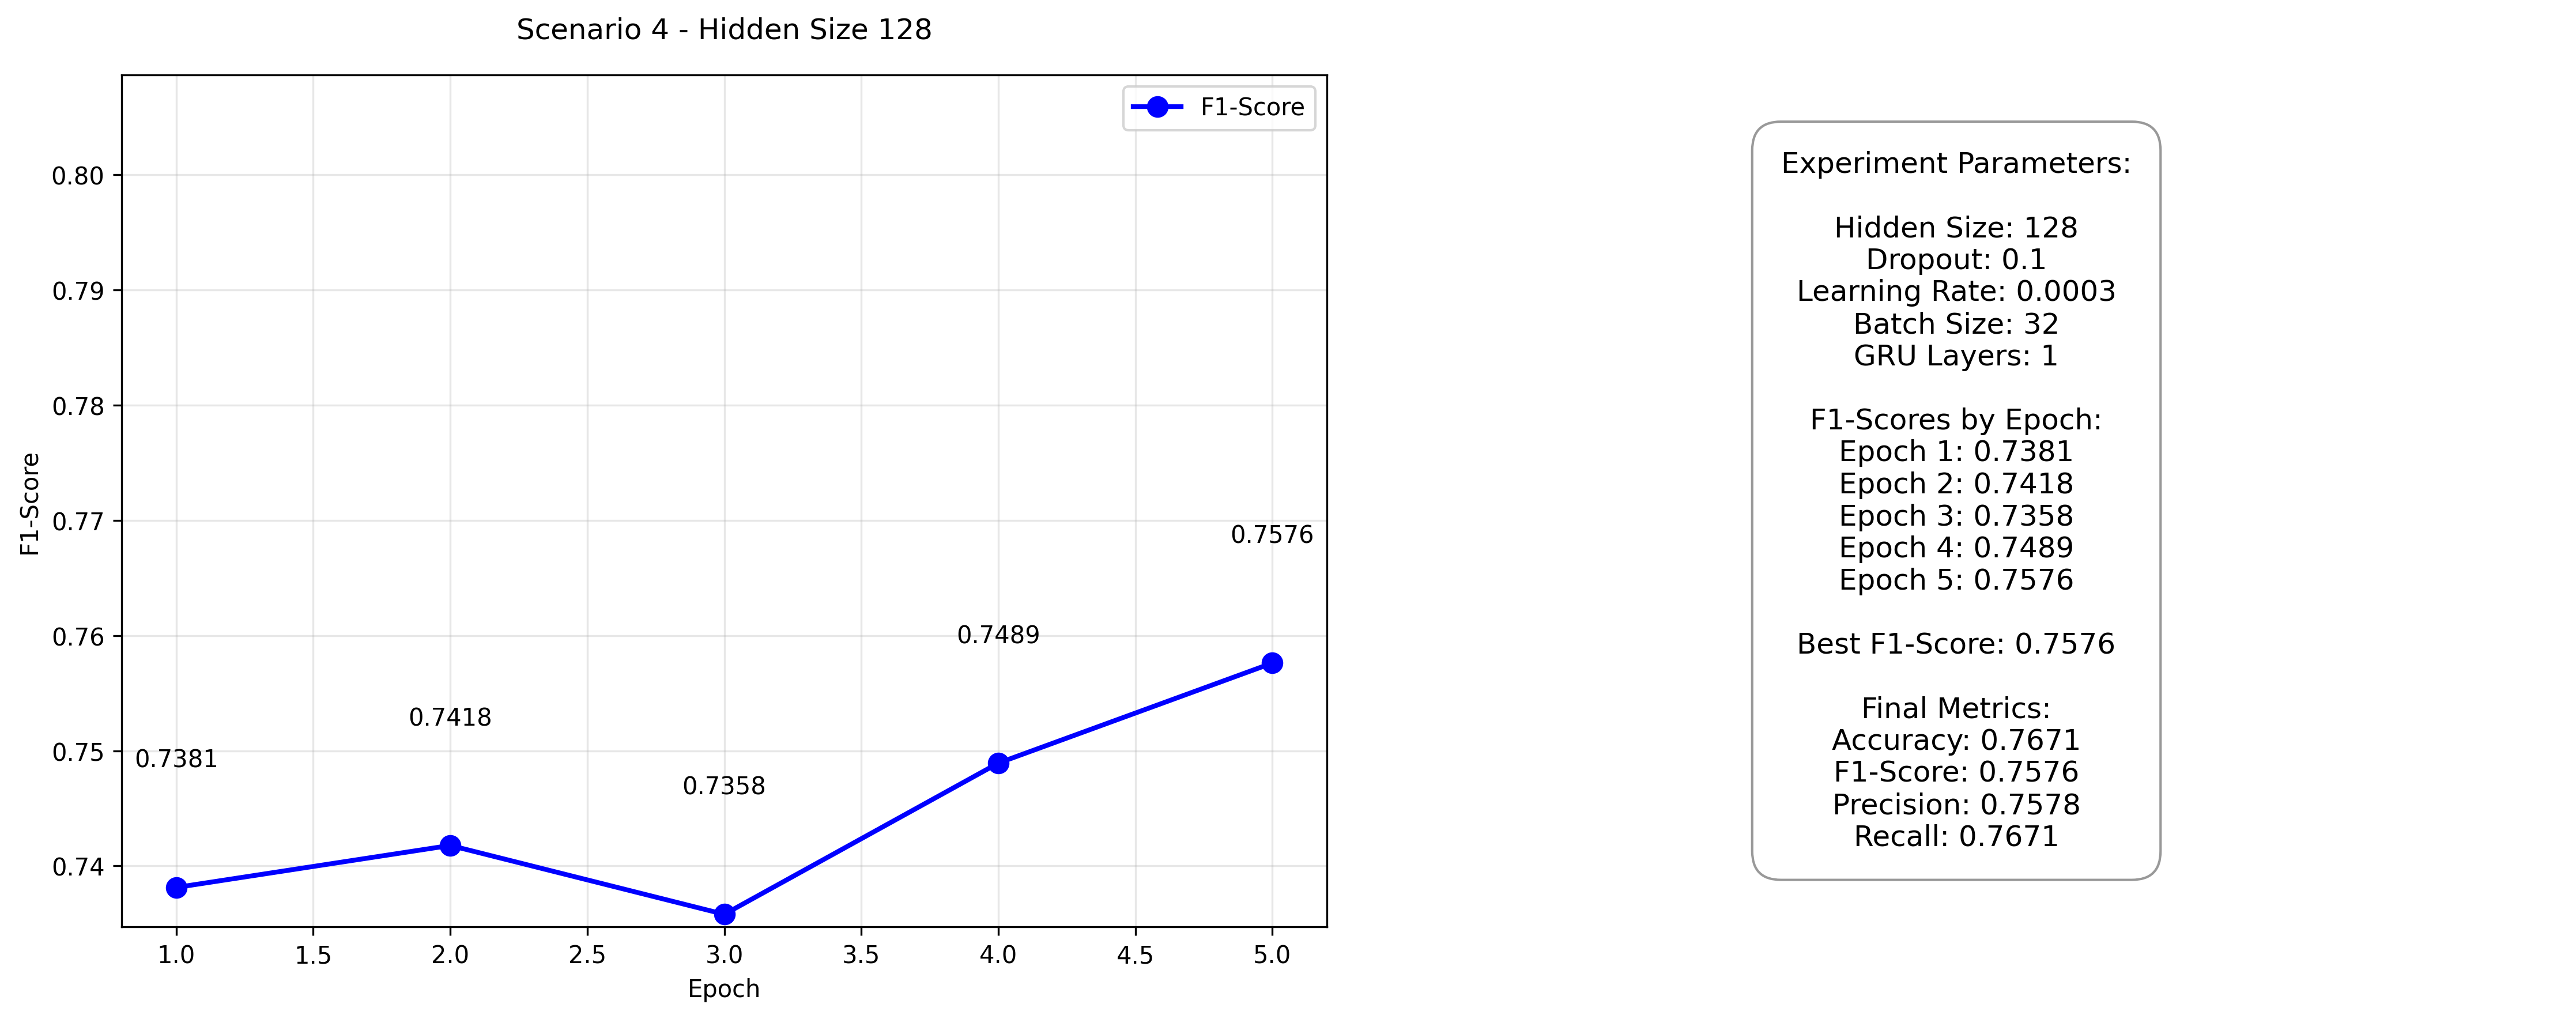 Scenario 4 - Hidden Size 128
F1-Score
0.80
0.79
0.78
0.77
0.76
0.75
0.74
F1-Score
0.7381
0.7418
0.7358
0.7489
0.7576
1.0 1.5 2.0 2.5 3.0 3.5 4.0 4.5 5.0
Epoch
Experiment Parameters:
Hidden Size: 128
Dropout: 0.1
Learning Rate: 0.0003
Batch Size: 32
GRU Layers: 1
F1-Scores by Epoch:
Epoch 1: 0.7381
Epoch 2: 0.7418
Epoch 3: 0.7358
Epoch 4: 0.7489
Epoch 5: 0.7576
Best F1-Score: 0.7576
Final Metrics:
Accuracy: 0.7671
F1-Score: 0.7576
Precision: 0.7578
Recall: 0.7671